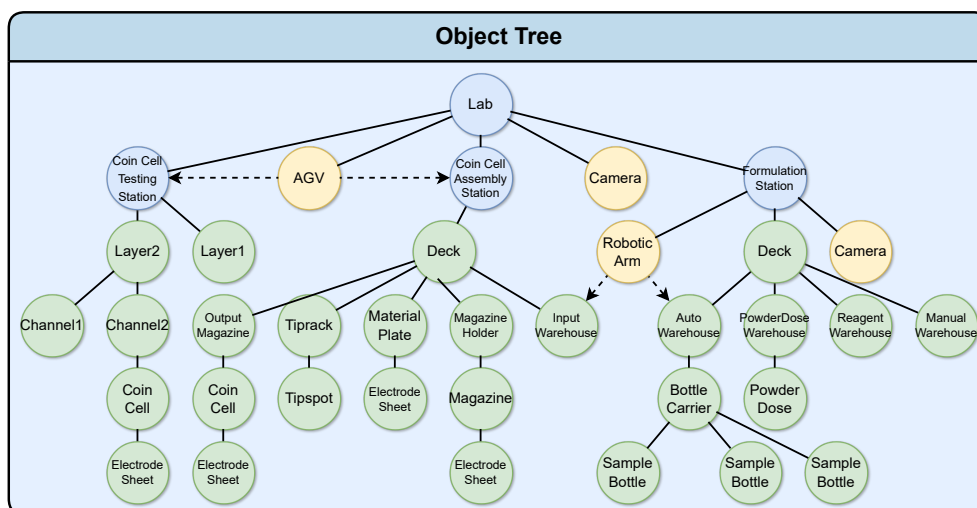 Object Tree
Lab
Coin Cell
Testing
Station
AGV
Coin Cell
Assembly
Station
Camera
Formulation
Station
Layer2
Layer1
Deck
Robotic
Arm
Deck
Camera
Channel1
Channel2
Output
Magazine
Tiprack
Material
Plate
Magazine
Holder
Input
Warehouse
Auto
Warehouse
PowderDose
Warehouse
Reagent
Warehouse
Manual
Warehouse
Coin
Cell
Coin
Cell
Tipspot
Electrode
Sheet
Magazine
Bottle
Carrier
Powder
Dose
Electrode
Sheet
Electrode
Sheet
Electrode
Sheet
Sample
Bottle
Sample
Bottle
Sample
Bottle